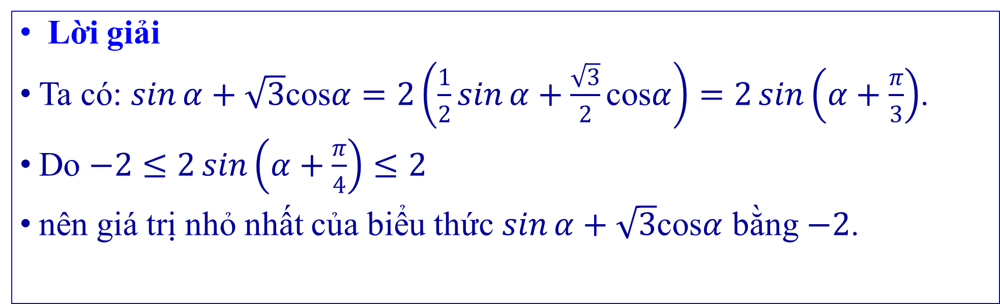 • Lời giải
• Ta có: $sin\,\alpha + \sqrt{3}\text{cos}\alpha = 2\left(\frac{1}{2}\,sin\,\alpha + \frac{\sqrt{3}}{2}\text{cos}\alpha\right) = 2\,sin\left(\alpha + \frac{\pi}{3}\right)$.
• Do $-2 \leq 2\,sin\left(\alpha + \frac{\pi}{4}\right) \leq 2$
• nên giá trị nhỏ nhất của biểu thức $sin\,\alpha + \sqrt{3}\text{cos}\alpha$ bằng $-2$.